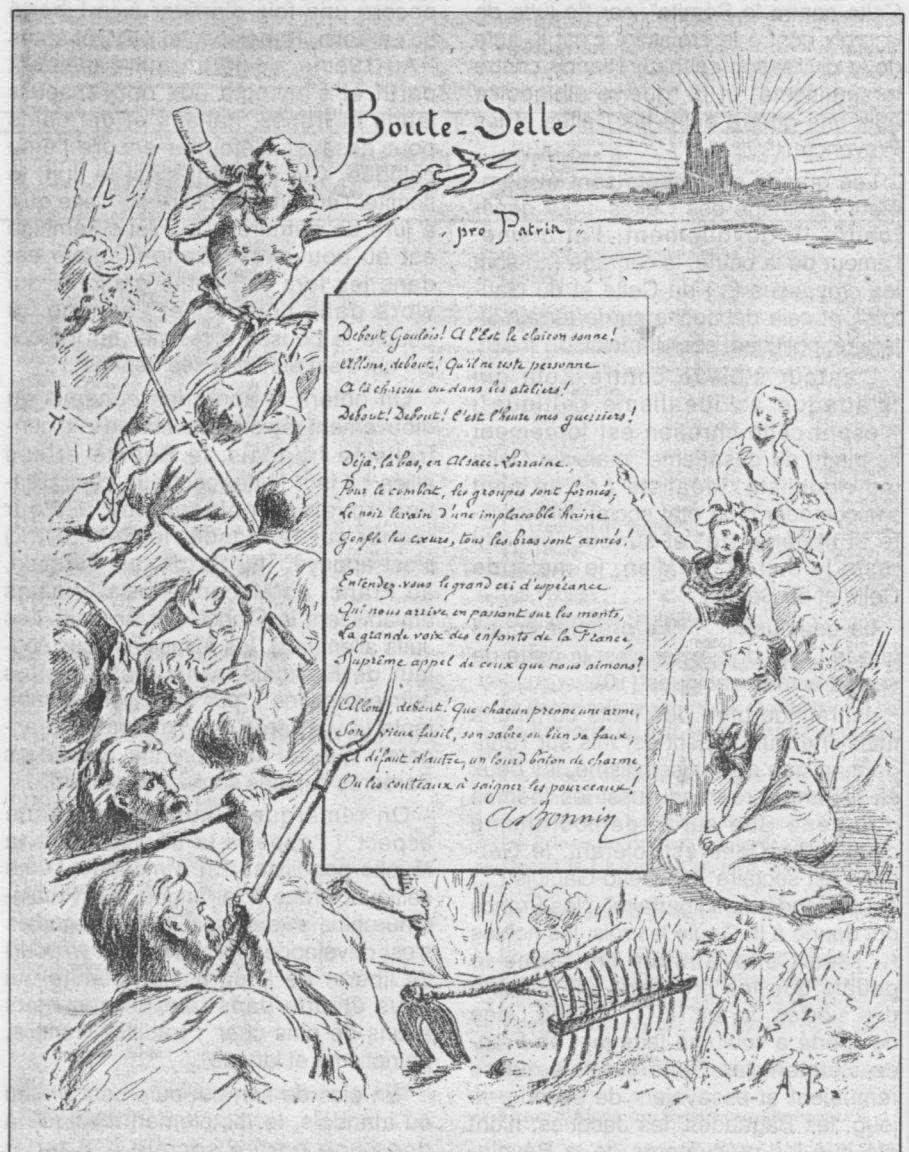 Boute-Selle
pro Patria
Debout, Gaulois! A l'Est le clairon sonne!
Allons, debout! Qu'il ne reste personne
A la charrue ou dans les ateliers!
Debout! Debout! C'est l'heure mes guerriers!
Déjà, là bas, en Alsace-Lorraine,
Pour le combat, les groupes sont formés;
Le noir levain d'une implacable haine
Gonfle les cœurs, tous les bras sont armés!
Entendez-vous le grand cri d'espérance
Qui nous arrive en passant sur les monts,
La grande voix des enfants de la France
Suprême appel de ceux que nous aimons?
Allons, debout! Que chacun prenne une arme,
Son vieux fusil, son sabre ou bien sa faux;
Et défaut d'autre, un lourd bâton de charme
Ou les couteaux à saigner les pourceaux!
A. B.